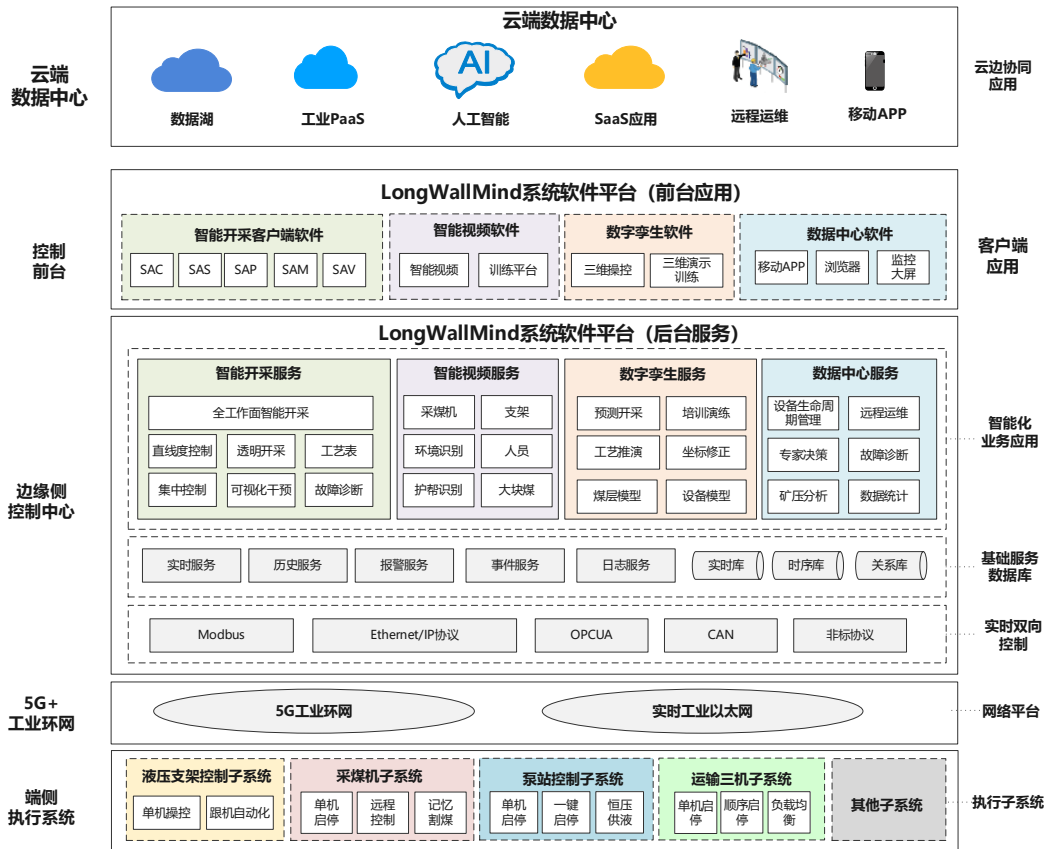 云端数据中心
云端
数据中心
AI
数据湖
工业PaaS
人工智能
SaaS应用
远程运维
移动APP
云边协同
应用
LongWallMind系统软件平台（前台应用）
控制
前台
智能开采客户端软件
SAC
SAS
SAP
SAM
SAV
智能视频软件
智能视频
训练平台
数字孪生软件
三维操控
三维演示
训练
数据中心软件
移动APP
浏览器
监控
大屏
客户端
应用
LongWallMind系统软件平台（后台服务）
边缘侧
控制中心
智能开采服务
全工作面智能开采
直线度控制
透明开采
工艺表
集中控制
可视化干预
故障诊断
智能视频服务
采煤机
支架
环境识别
人员
护帮识别
大块煤
数字孪生服务
预测开采
培训演练
工艺推演
坐标修正
煤层模型
设备模型
数据中心服务
设备生命周
期管理
远程运维
专家决策
故障诊断
矿压分析
数据统计
智能化
业务应用
实时服务
历史服务
报警服务
事件服务
日志服务
实时库
时序库
关系库
基础服务
数据库
Modbus
Ethernet/IP协议
OPCUA
CAN
非标协议
实时双向
控制
5G+
工业环网
5G工业环网
实时工业以太网
网络平台
端侧
执行系统
液压支架控制子系统
单机操控
跟机自动化
采煤机子系统
单机
启停
远程
控制
记忆
割煤
泵站控制子系统
单机
启停
一键
启停
恒压
供液
运输三机子系统
单机启
停
顺序启
停
负载均
衡
其他子系统
执行子系统